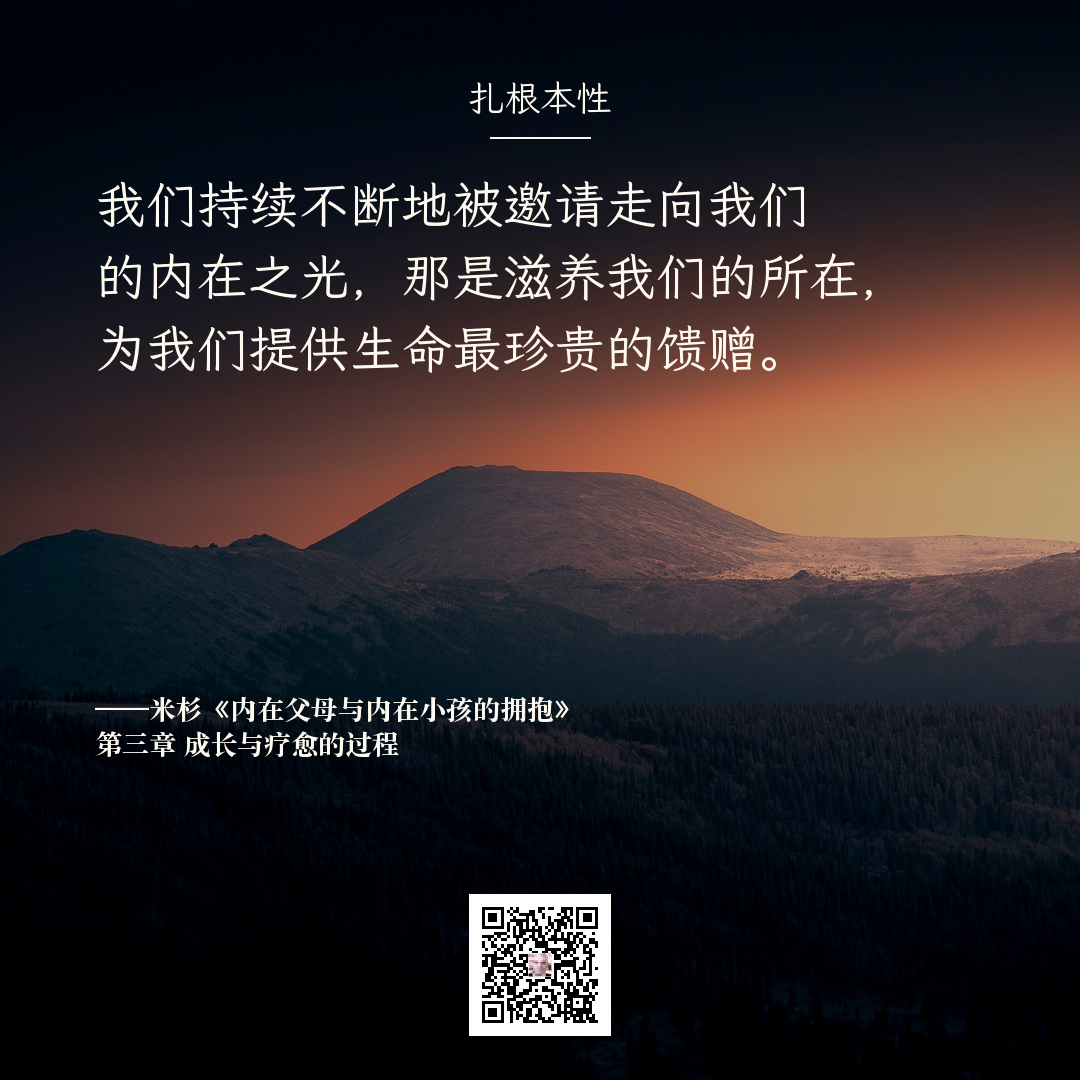 扎根本性
我们持续不断地被邀请走向我们
的内在之光，那是滋养我们的所在，
为我们提供生命最珍贵的馈赠。
——米杉《内在父母与内在小孩的拥抱》
第三章 成长与疗愈的过程